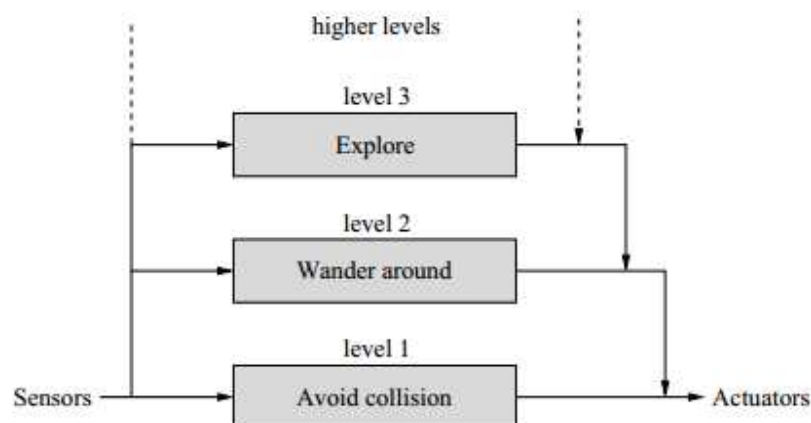 higher levels
level 3
Explore
level 2
Wander around
level 1
Sensors
Avoid collision
Actuators